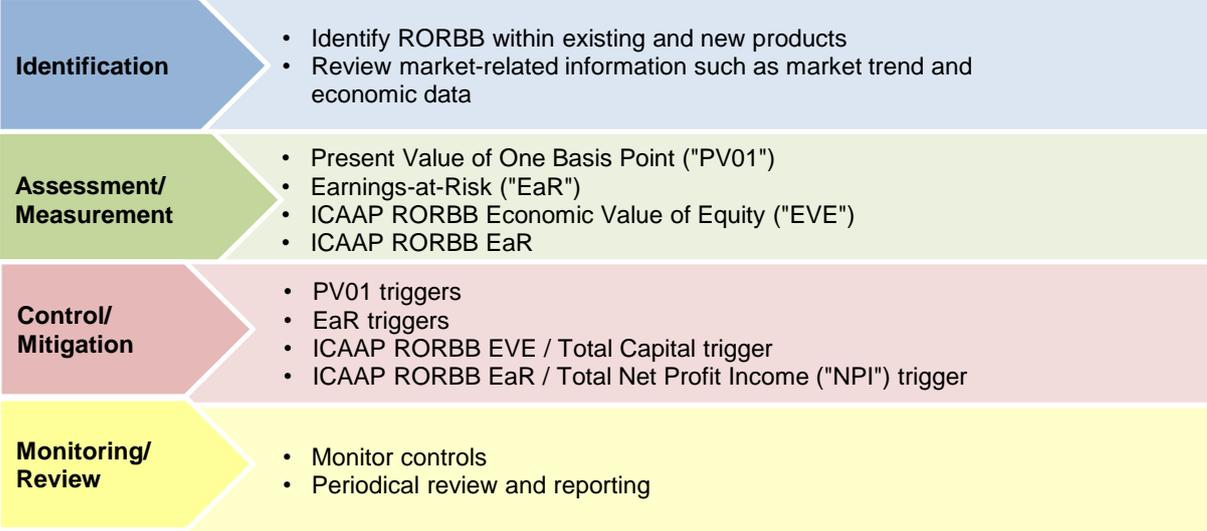 Identification
• Identify RORBB within existing and new products
• Review market-related information such as market trend and
economic data
Assessment/
Measurement
• Present Value of One Basis Point ("PV01")
• Earnings-at-Risk ("EaR")
• ICAAP RORBB Economic Value of Equity ("EVE")
• ICAAP RORBB EaR
Control/
Mitigation
• PV01 triggers
• EaR triggers
• ICAAP RORBB EVE / Total Capital trigger
• ICAAP RORBB EaR / Total Net Profit Income ("NPI") trigger
Monitoring/
Review
• Monitor controls
• Periodical review and reporting